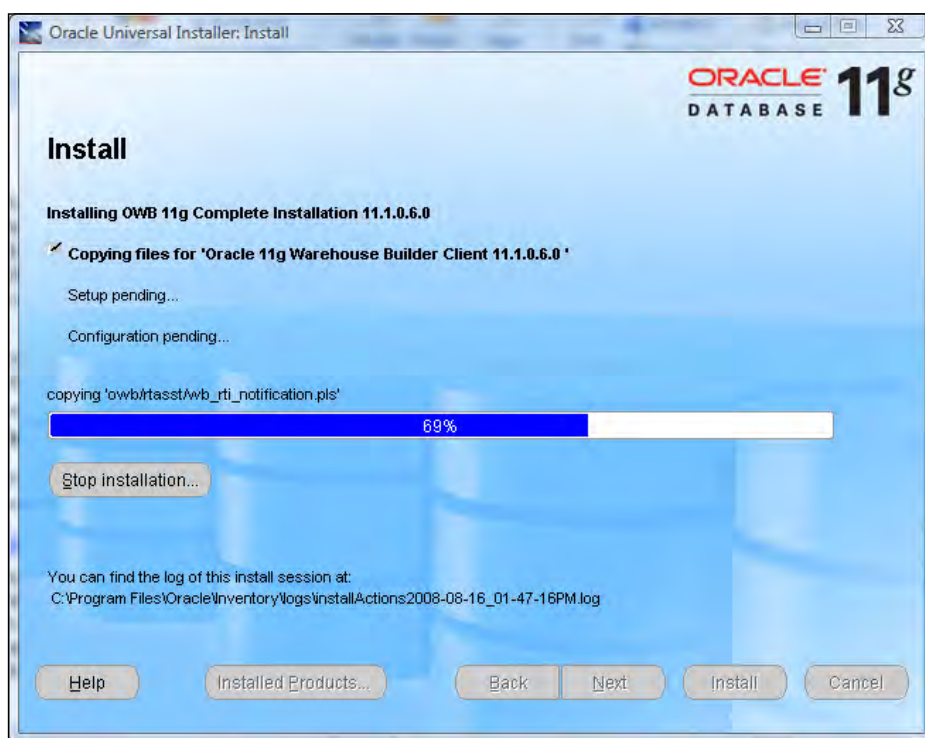 Oracle Universal Installer: Install
ORACLE 11g
DATABASE
Install
Installing OWB 11g Complete Installation 11.1.0.6.0
Copying files for 'Oracle 11g Warehouse Builder Client 11.1.0.6.0 '
Setup pending...
Configuration pending...
copying 'owb/rtasst/wb_rti_notification.pls'
69%
Stop installation...
You can find the log of this install session at:
C:\Program Files\Oracle\Inventory\logs\installActions2008-08-16_01-47-16PM.log
Help Installed Products... Back Next Install Cancel